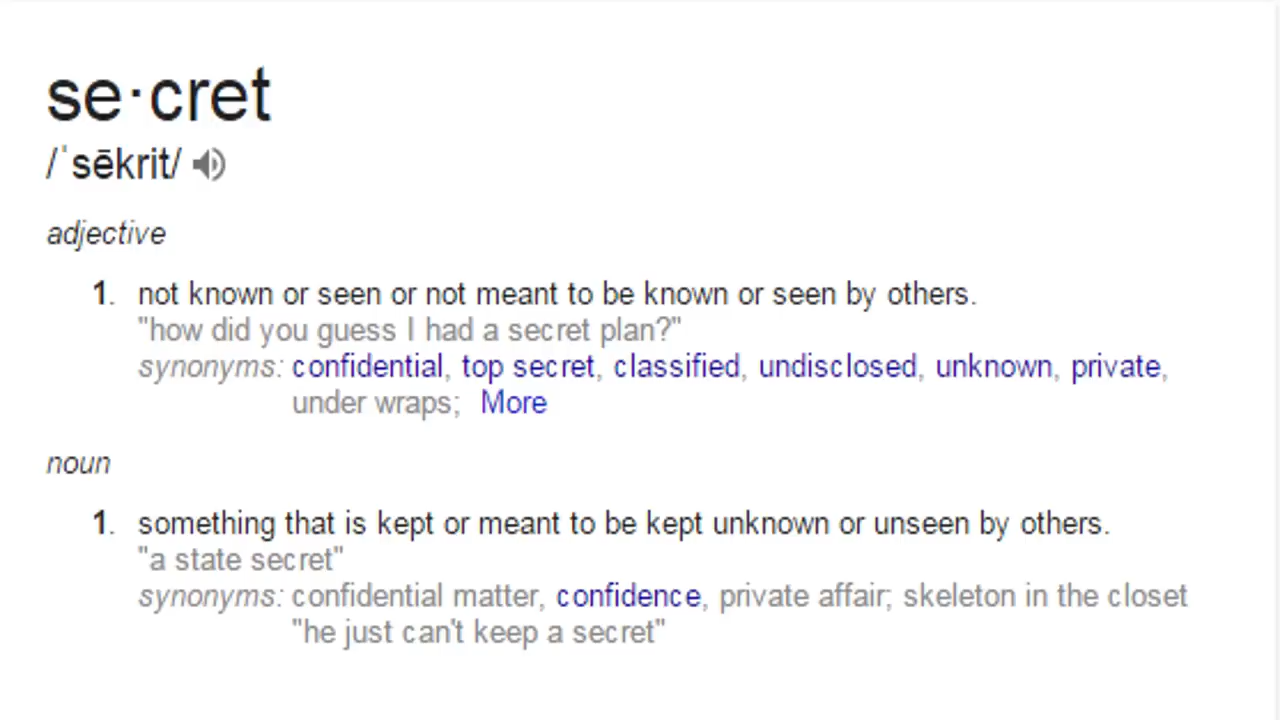 se·cret
/ˈsēkrit/
adjective
1. not known or seen or not meant to be known or seen by others.
"how did you guess I had a secret plan?"
synonyms: confidential, top secret, classified, undisclosed, unknown, private,
under wraps; More
noun
1. something that is kept or meant to be kept unknown or unseen by others.
"a state secret"
synonyms: confidential matter, confidence, private affair; skeleton in the closet
"he just can't keep a secret"